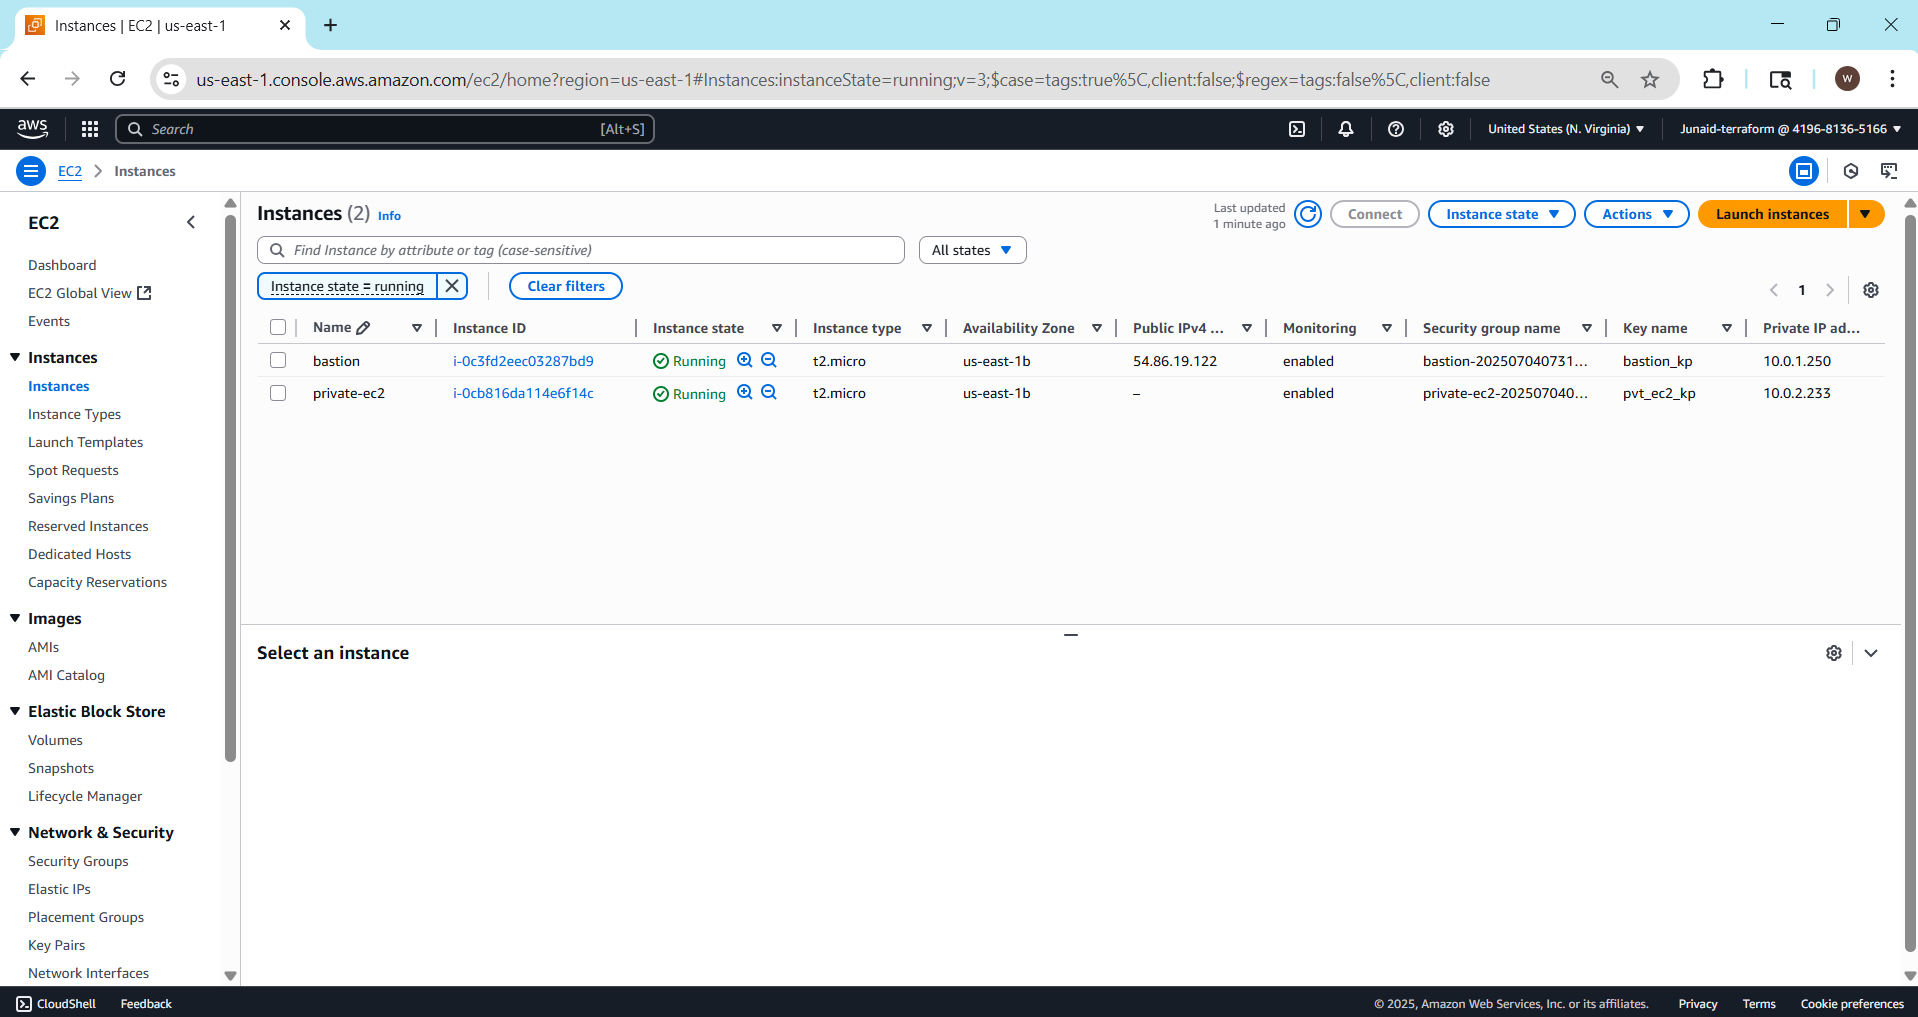 Instances | EC2 | us-east-1
us-east-1.console.aws.amazon.com/ec2/home?region=us-east-1#Instances:instanceState=running;v=3;$case=tags:true%5C,client:false;$regex=tags:false%5C,client:false
W
aws
Search
[Alt+S]
United States (N. Virginia)
Junaid-terraform @ 4196-8136-5166
EC2
Instances
EC2
Dashboard
EC2 Global View
Events
Instances
Instances
Instance Types
Launch Templates
Spot Requests
Savings Plans
Reserved Instances
Dedicated Hosts
Capacity Reservations
Images
AMIs
AMI Catalog
Elastic Block Store
Volumes
Snapshots
Lifecycle Manager
Network & Security
Security Groups
Elastic IPs
Placement Groups
Key Pairs
Network Interfaces
Instances (2) Info
Last updated
1 minute ago
Connect
Instance state
Actions
Launch instances
Find Instance by attribute or tag (case-sensitive)
All states
Instance state = running
Clear filters
1
Name Instance ID Instance state Instance type Availability Zone Public IPv4 ... Monitoring Security group name Key name Private IP ad...
bastion i-0c3fd2eec03287bd9 Running t2.micro us-east-1b 54.86.19.122 enabled bastion-202507040731... bastion_kp 10.0.1.250
private-ec2 i-0cb816da114e6f14c Running t2.micro us-east-1b – enabled private-ec2-202507040... pvt_ec2_kp 10.0.2.233
Select an instance
CloudShell
Feedback
© 2025, Amazon Web Services, Inc. or its affiliates.
Privacy
Terms
Cookie preferences